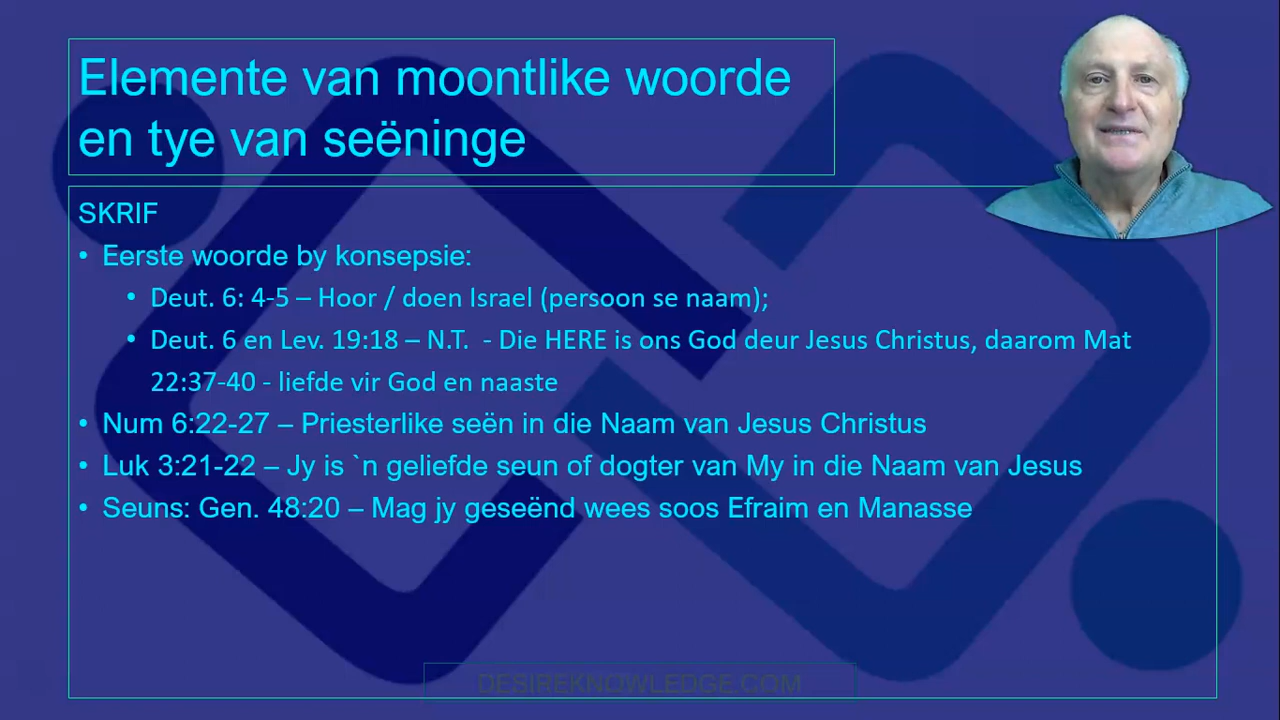 Elemente van moontlike woorde
en tye van seëninge
SKRIF
• Eerste woorde by konsepsie:
• Deut. 6: 4-5 – Hoor / doen Israel (persoon se naam);
• Deut. 6 en Lev. 19:18 – N.T.  - Die HERE is ons God deur Jesus Christus, daarom Mat
22:37-40 - liefde vir God en naaste
• Num 6:22-27 – Priesterlike seën in die Naam van Jesus Christus
• Luk 3:21-22 – Jy is `n geliefde seun of dogter van My in die Naam van Jesus
• Seuns: Gen. 48:20 – Mag jy geseënd wees soos Efraim en Manasse
DESIREKNOWLEDGE.COM